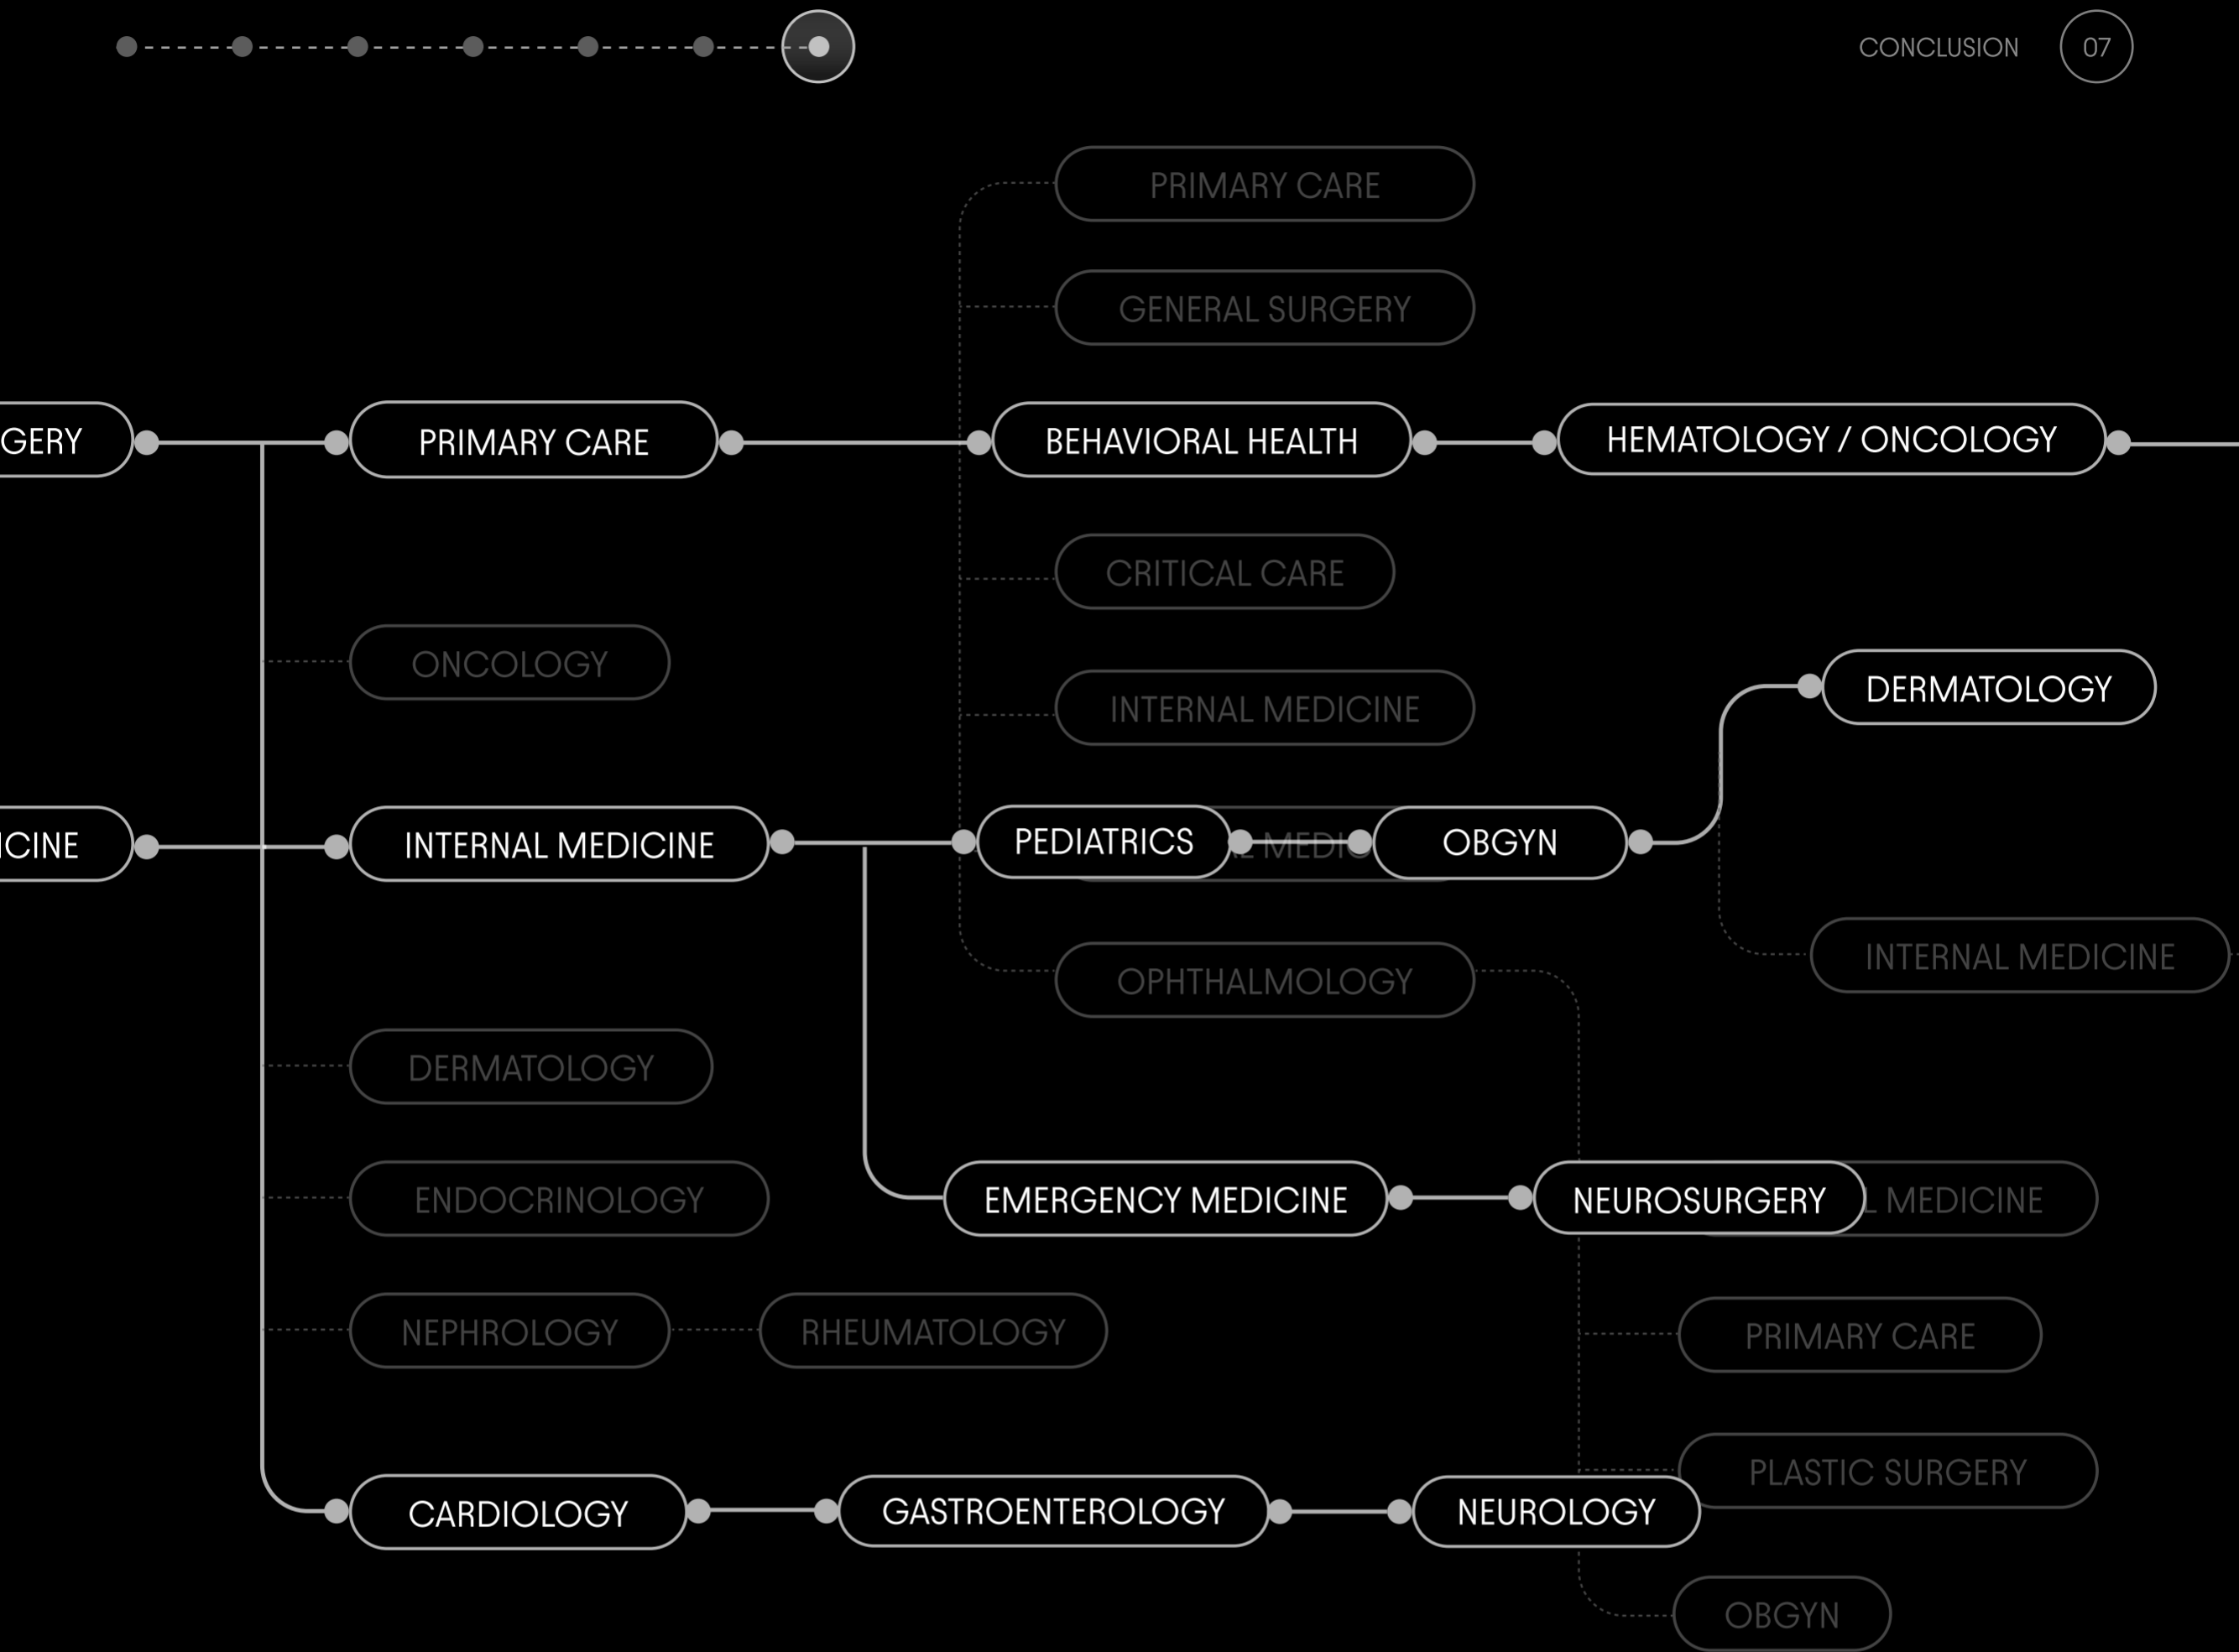 CONCLUSION 07
PRIMARY CARE
GENERAL SURGERY
GERY
PRIMARY CARE
BEHAVIORAL HEALTH
HEMATOLOGY / ONCOLOGY
CRITICAL CARE
ONCOLOGY
INTERNAL MEDICINE
DERMATOLOGY
ICINE
INTERNAL MEDICINE
PEDIATRICS
OBGYN
INTERNAL MEDICINE
OPHTHALMOLOGY
DERMATOLOGY
ENDOCRINOLOGY
EMERGENCY MEDICINE
NEUROSURGERY
L MEDICINE
NEPHROLOGY
RHEUMATOLOGY
PRIMARY CARE
PLASTIC SURGERY
CARDIOLOGY
GASTROENTEROLOGY
NEUROLOGY
OBGYN